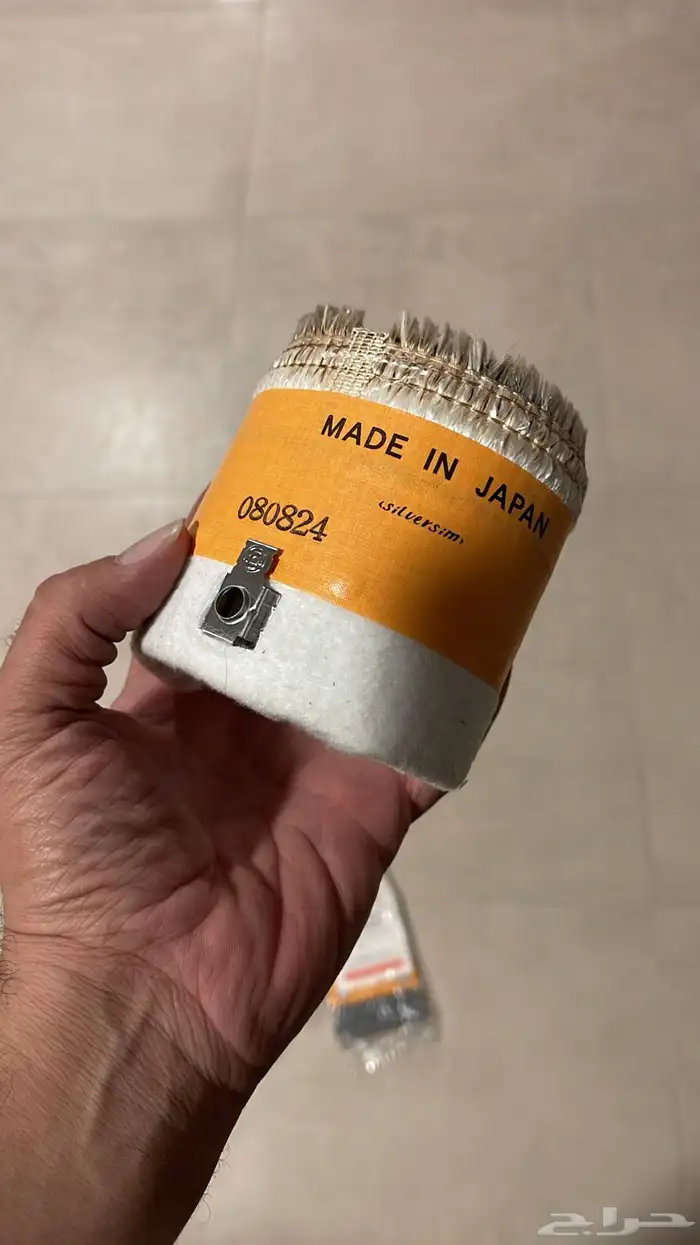 MADE IN JAPAN
080824
‹silversim›
حراج